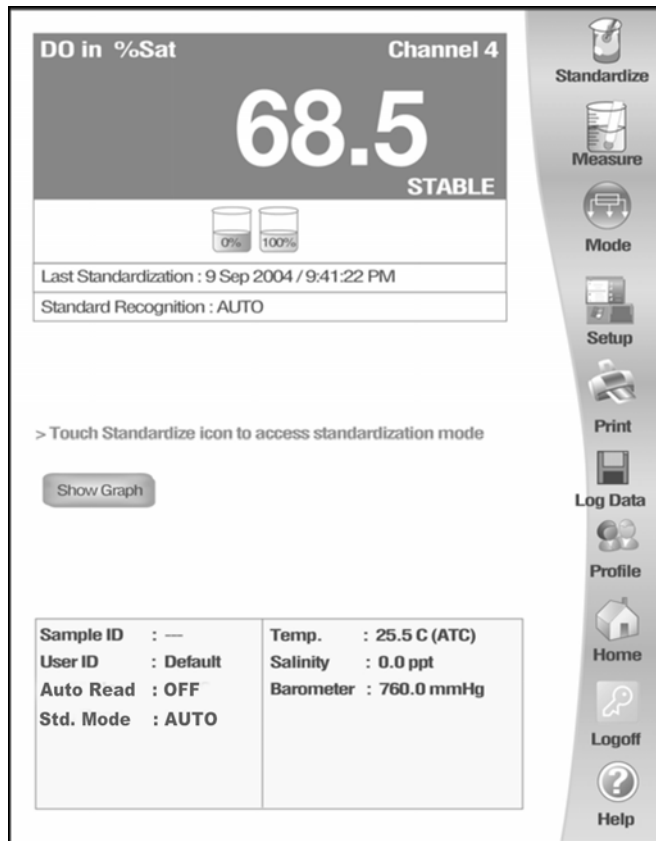 DO in %Sat
Channel 4
68.5
STABLE
0%
100%
Last Standardization : 9 Sep 2004 / 9:41:22 PM
Standard Recognition : AUTO
> Touch Standardize icon to access standardization mode
Show Graph
Sample ID : ---
User ID : Default
Auto Read : OFF
Std. Mode : AUTO
Temp. : 25.5 C (ATC)
Salinity : 0.0 ppt
Barometer : 760.0 mmHg
Standardize
Measure
Mode
Setup
Print
Log Data
Profile
Home
Logoff
?
Help